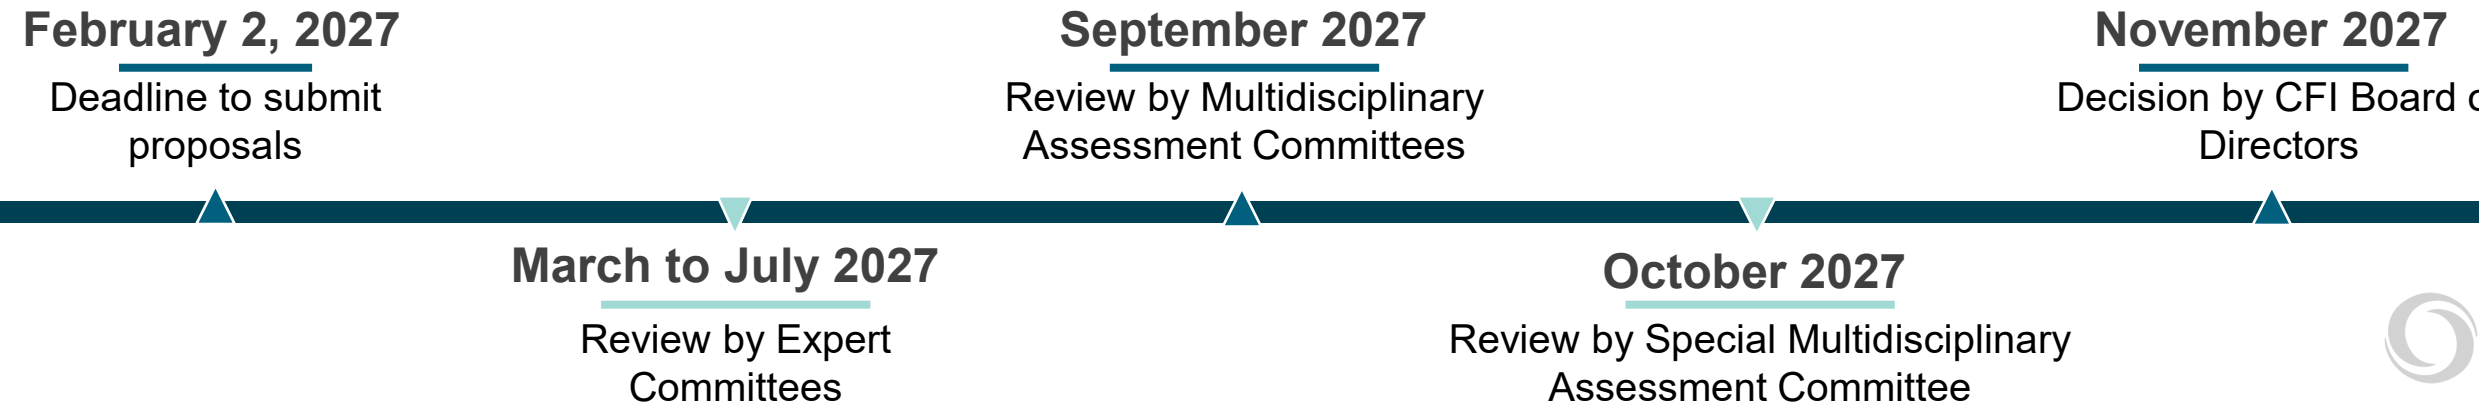 February 2, 2027
Deadline to submit
proposals
March to July 2027
Review by Expert
Committees
September 2027
Review by Multidisciplinary
Assessment Committees
October 2027
Review by Special Multidisciplinary
Assessment Committee
November 2027
Decision by CFI Board
Directors